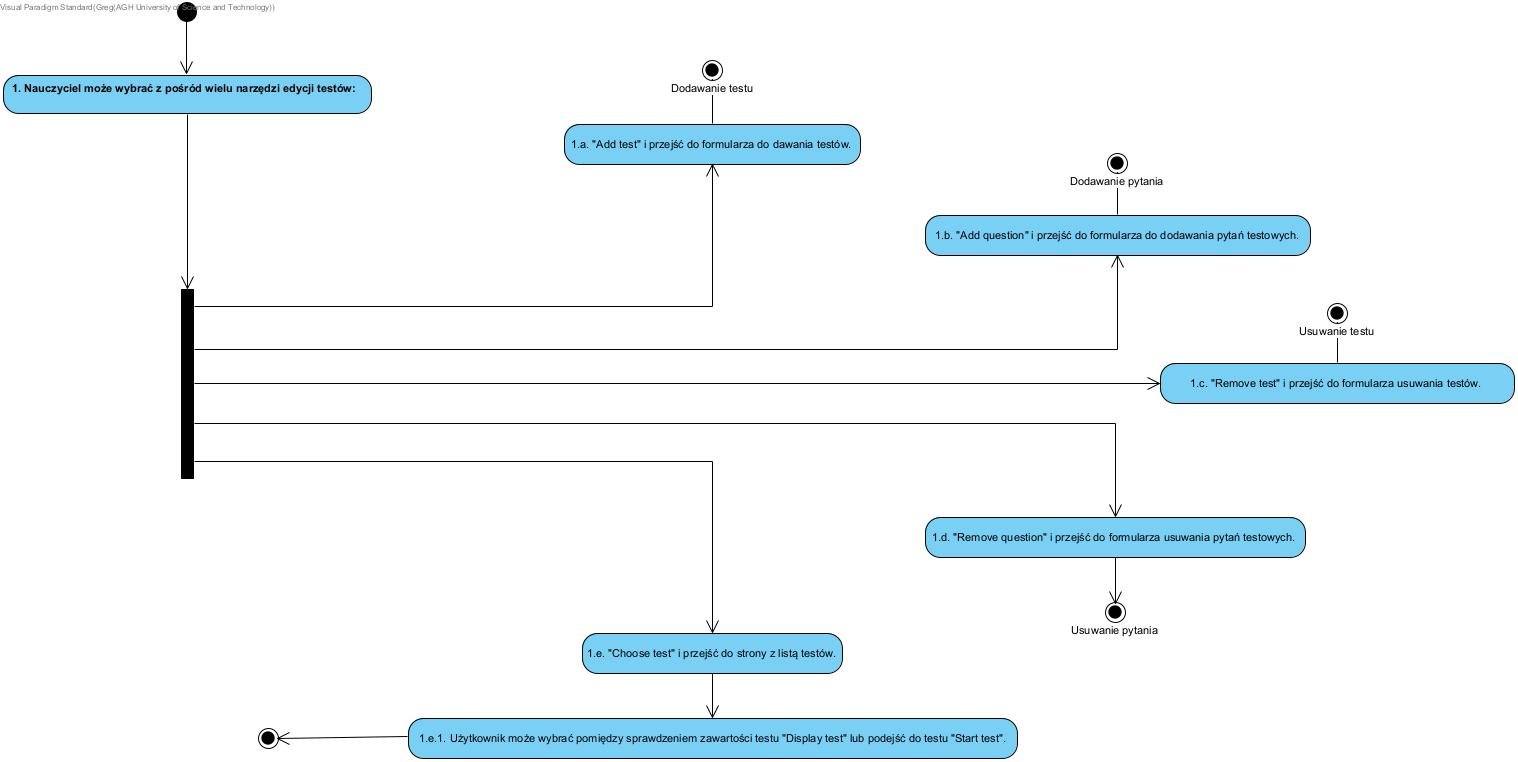 Visual Paradigm Standard(Greg(AGH University of Science and Technology))
1. Nauczyciel może wybrać z pośród wielu narzędzi edycji testów:
Dodawanie testu
1.a. "Add test" i przejść do formularza do dawania testów.
Dodawanie pytania
1.b. "Add question" i przejść do formularza do dodawania pytań testowych.
Usuwanie testu
1.c. "Remove test" i przejść do formularza usuwania testów.
1.d. "Remove question" i przejść do formularza usuwania pytań testowych.
Usuwanie pytania
1.e. "Choose test" i przejść do strony z listą testów.
1.e.1. Użytkownik może wybrać pomiędzy sprawdzeniem zawartości testu "Display test" lub podejść do testu "Start test".